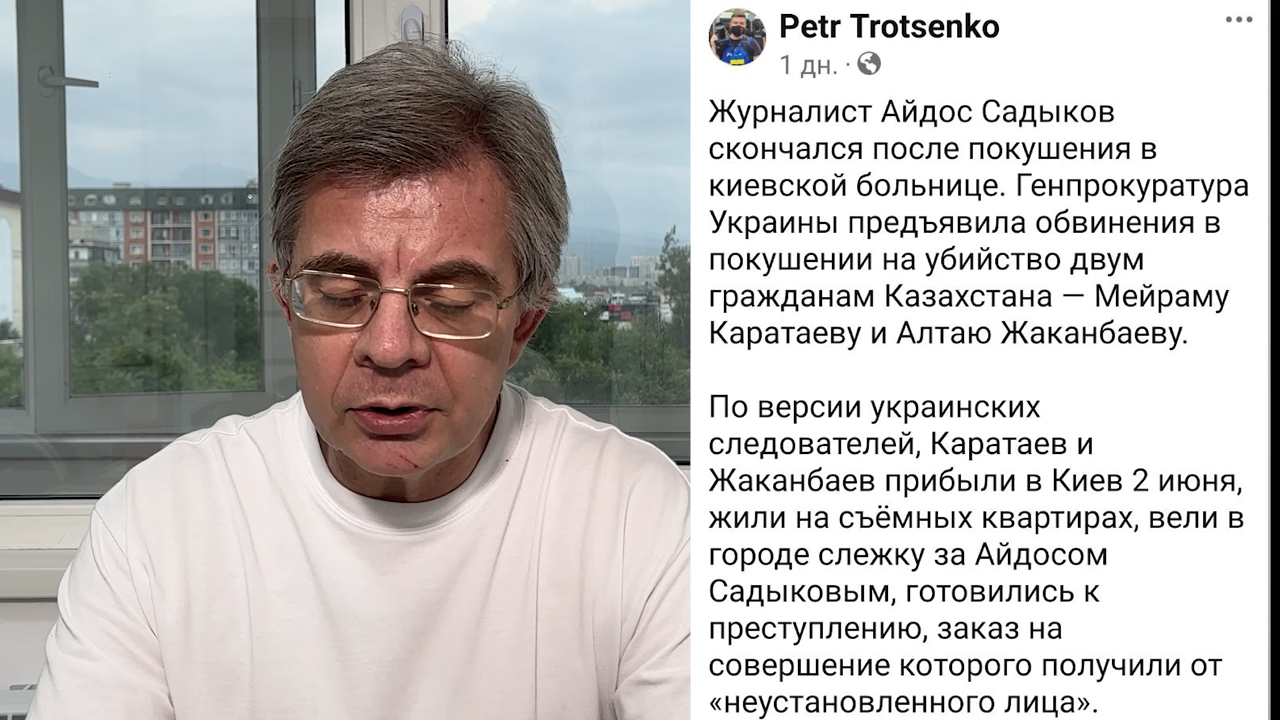 Petr Trotsenko
1 дн. ·
Журналист Айдос Садыков
скончался после покушения в
киевской больнице. Генпрокуратура
Украины предъявила обвинения в
покушении на убийство двум
гражданам Казахстана — Мейраму
Каратаеву и Алтаю Жаканбаеву.
По версии украинских
следователей, Каратаев и
Жаканбаев прибыли в Киев 2 июня,
жили на съёмных квартирах, вели в
городе слежку за Айдосом
Садыковым, готовились к
преступлению, заказ на
совершение которого получили от
«неустановленного лица».